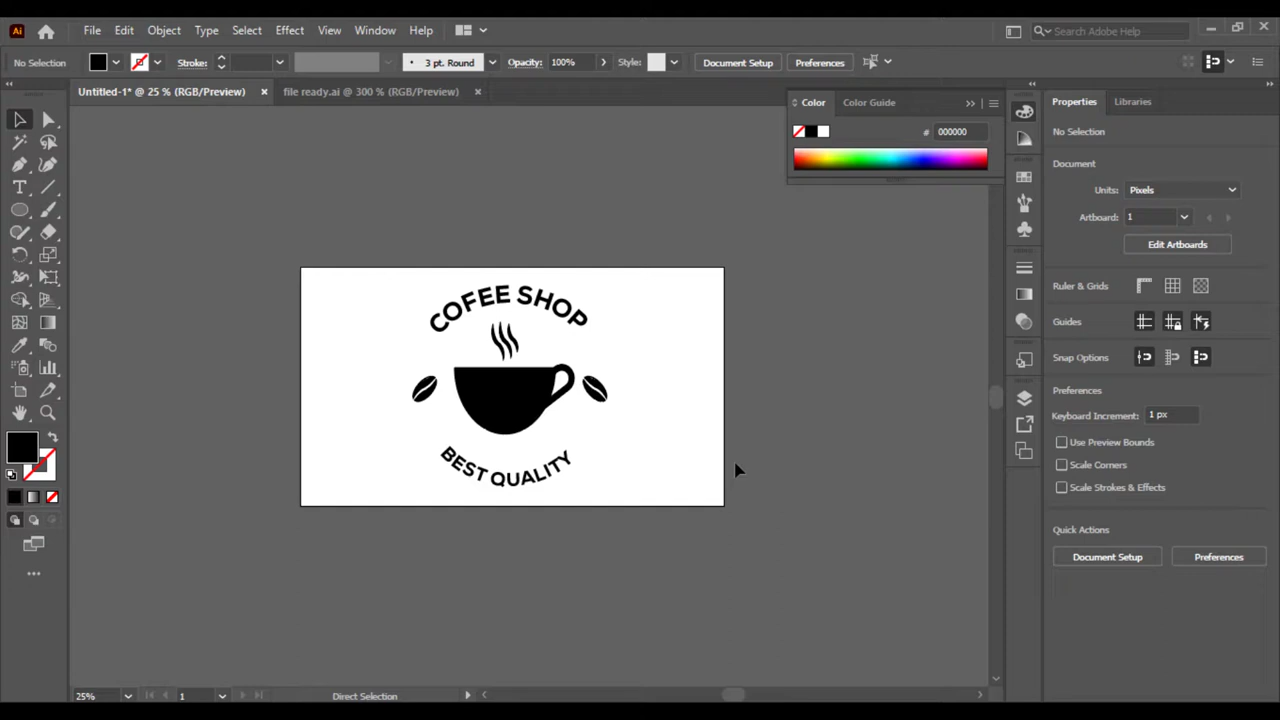 Ai File Edit Object Type Select Effect Window Help Search Adobe Help
No Selection Stroke: 3 pt. Round Opacity: 100% Style: Document Setup Preferences
Untitled-1* @ 25 % (RGB/Preview) × file ready.ai @ 300 % (RGB/Preview) ×
Color Color Guide
# 000000
Properties Libraries
No Selection
Document
Units: Pixels
Artboard: 1
Edit Artboards
Ruler & Grids
Guides
Snap Options
Preferences
Keyboard Increment: 1 px
Use Preview Bounds
Scale Corners
Scale Strokes & Effects
Quick Actions
Document Setup Preferences
COFEE SHOP
BEST QUALITY
25% 1 Direct Selection